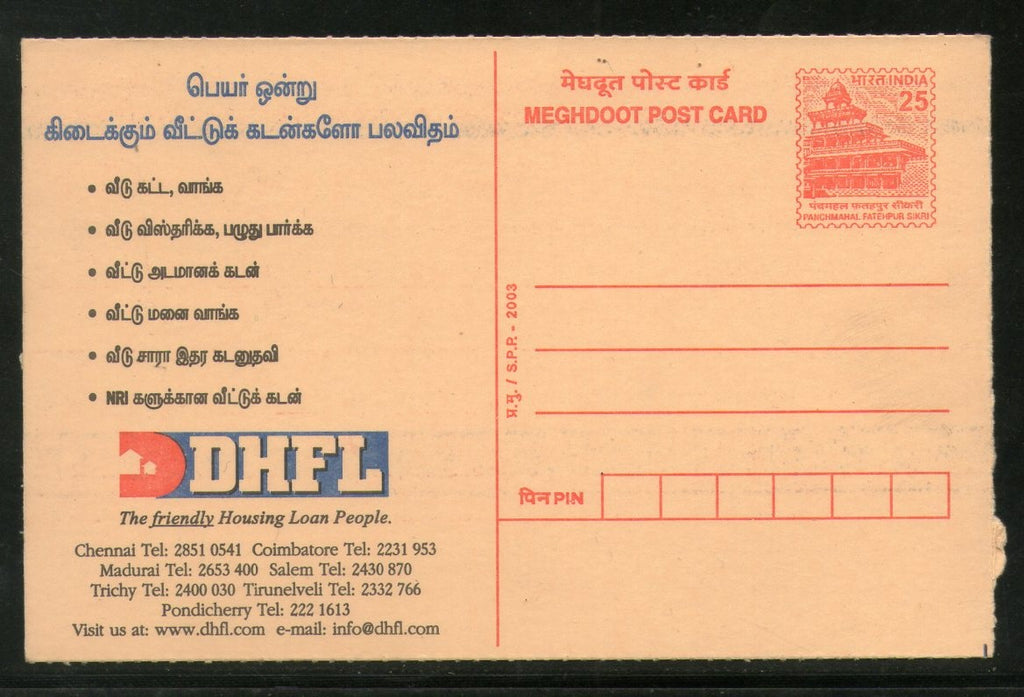 பெயர் ஒன்று
கிடைக்கும் வீட்டுக் கடன்களோ பலவிதம்
• வீடு கட்ட, வாங்க
• வீடு விஸ்தரிக்க, பழுது பார்க்க
• வீட்டு அடமானக் கடன்
• வீட்டு மனை வாங்க
• வீடு சாரா இதர கடனுதவி
• NRI களுக்கான வீட்டுக் கடன்
DHFL
The friendly Housing Loan People.
Chennai Tel: 2851 0541 Coimbatore Tel: 2231 953
Madurai Tel: 2653 400 Salem Tel: 2430 870
Trichy Tel: 2400 030 Tirunelveli Tel: 2332 766
Pondicherry Tel: 222 1613
Visit us at: www.dhfl.com e-mail: info@dhfl.com
मेघदूत पोस्ट कार्ड
MEGHDOOT POST CARD
भारत INDIA
25
पंचमहल फतहपुर सीकरी
PANCHMAHAL FATEHPUR SIKRI
प्र.मु. / S.P.P. - 2003
पिन PIN